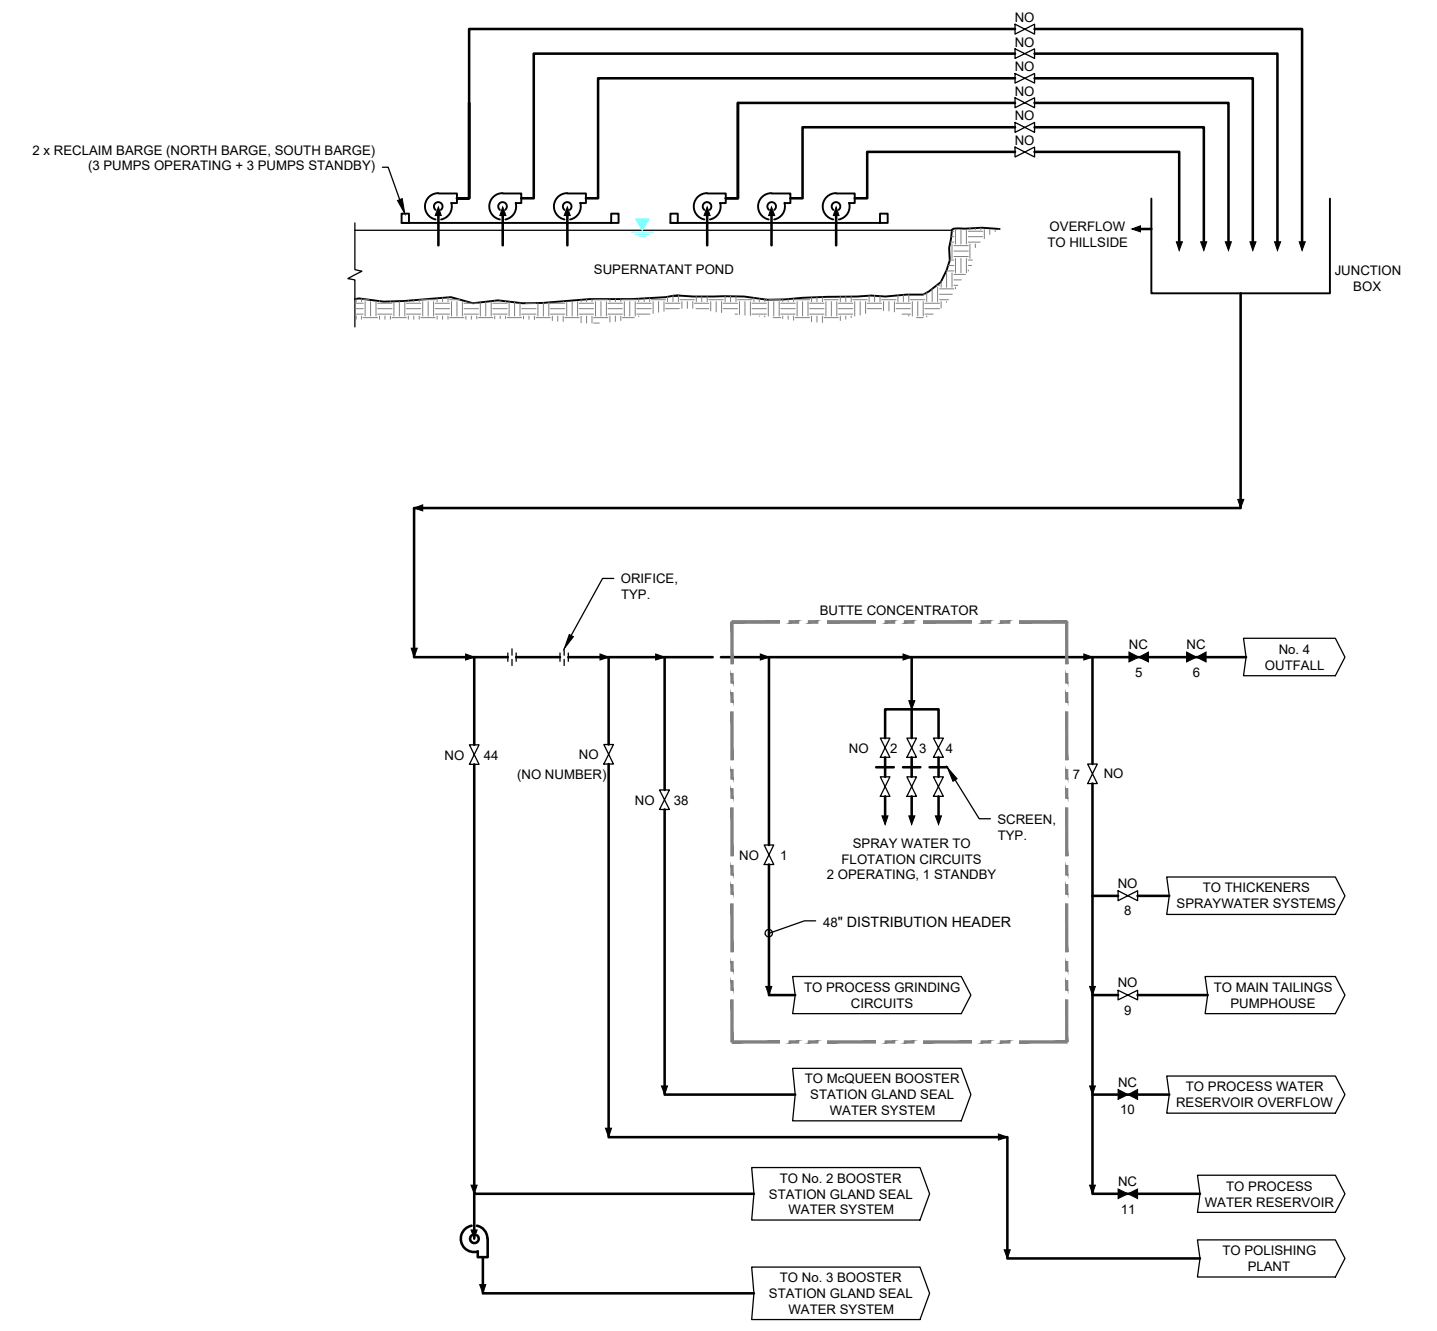 NO
NO
NO
NO
NO
NO
2 x RECLAIM BARGE (NORTH BARGE, SOUTH BARGE)
(3 PUMPS OPERATING + 3 PUMPS STANDBY)
OVERFLOW
TO HILLSIDE
SUPERNATANT POND
JUNCTION
BOX
ORIFICE,
TYP.
BUTTE CONCENTRATOR
NC
5
NC
6
No. 4
OUTFALL
NO 44
NO
(NO NUMBER)
NO 38
NO 2 3 4
7 NO
SCREEN,
TYP.
SPRAY WATER TO
FLOTATION CIRCUITS
2 OPERATING, 1 STANDBY
NO 1
48" DISTRIBUTION HEADER
TO PROCESS GRINDING
CIRCUITS
NO
8
TO THICKENERS
SPRAYWATER SYSTEMS
NO
9
TO MAIN TAILINGS
PUMPHOUSE
NC
10
TO PROCESS WATER
RESERVOIR OVERFLOW
TO McQUEEN BOOSTER
STATION GLAND SEAL
WATER SYSTEM
NC
11
TO PROCESS
WATER RESERVOIR
TO No. 2 BOOSTER
STATION GLAND SEAL
WATER SYSTEM
TO POLISHING
PLANT
TO No. 3 BOOSTER
STATION GLAND SEAL
WATER SYSTEM